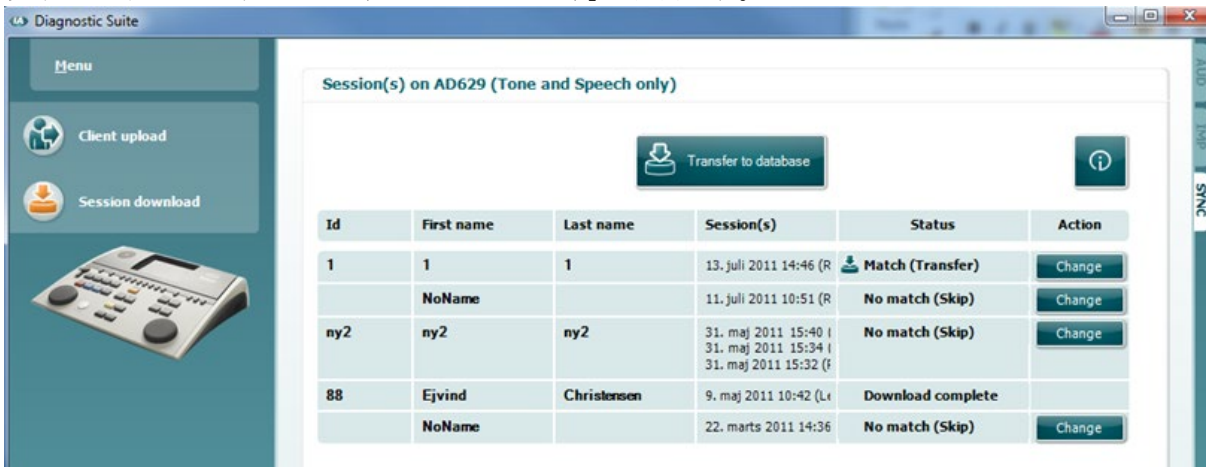 Diagnostic Suite
Menu
Client upload
Session download
Session(s) on AD629 (Tone and Speech only)
Transfer to database
Id First name Last name Session(s) Status Action
1 1 1 13. juli 2011 14:46 (R Match (Transfer) Change
NoName 11. juli 2011 10:51 (R No match (Skip) Change
ny2 ny2 ny2 31. maj 2011 15:40 ( No match (Skip) Change
31. maj 2011 15:34 (
31. maj 2011 15:32 (F
88 Ejvind Christensen 9. maj 2011 10:42 (Le Download complete
NoName 22. marts 2011 14:36 No match (Skip) Change
AUD
IMP
SYNC